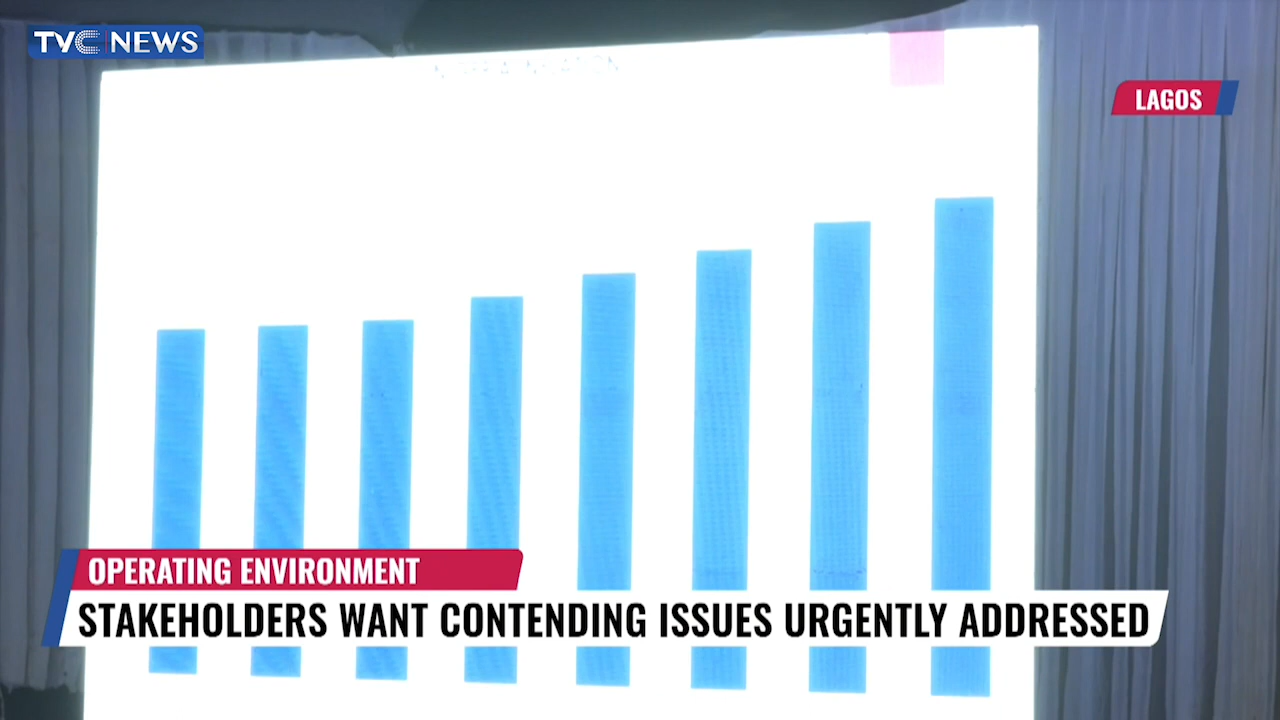 TVC NEWS
LAGOS
OPERATING ENVIRONMENT
STAKEHOLDERS WANT CONTENDING ISSUES URGENTLY ADDRESSED